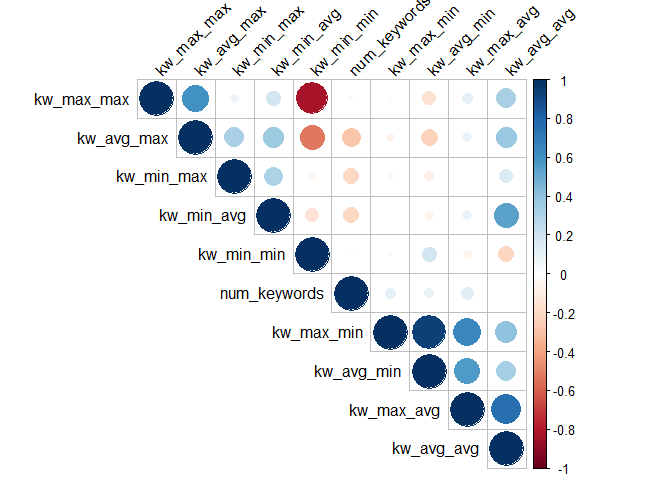 kw_max_max
kw_avg_max
kw_min_max
kw_min_avg
kw_min_min
num_keywords
kw_max_min
kw_avg_min
kw_max_avg
kw_avg_avg
kw_max_max
kw_avg_max
kw_min_max
kw_min_avg
kw_min_min
num_keywords
kw_max_min
kw_avg_min
kw_max_avg
kw_avg_avg
1
0.8
0.6
0.4
0.2
0
-0.2
-0.4
-0.6
-0.8
-1